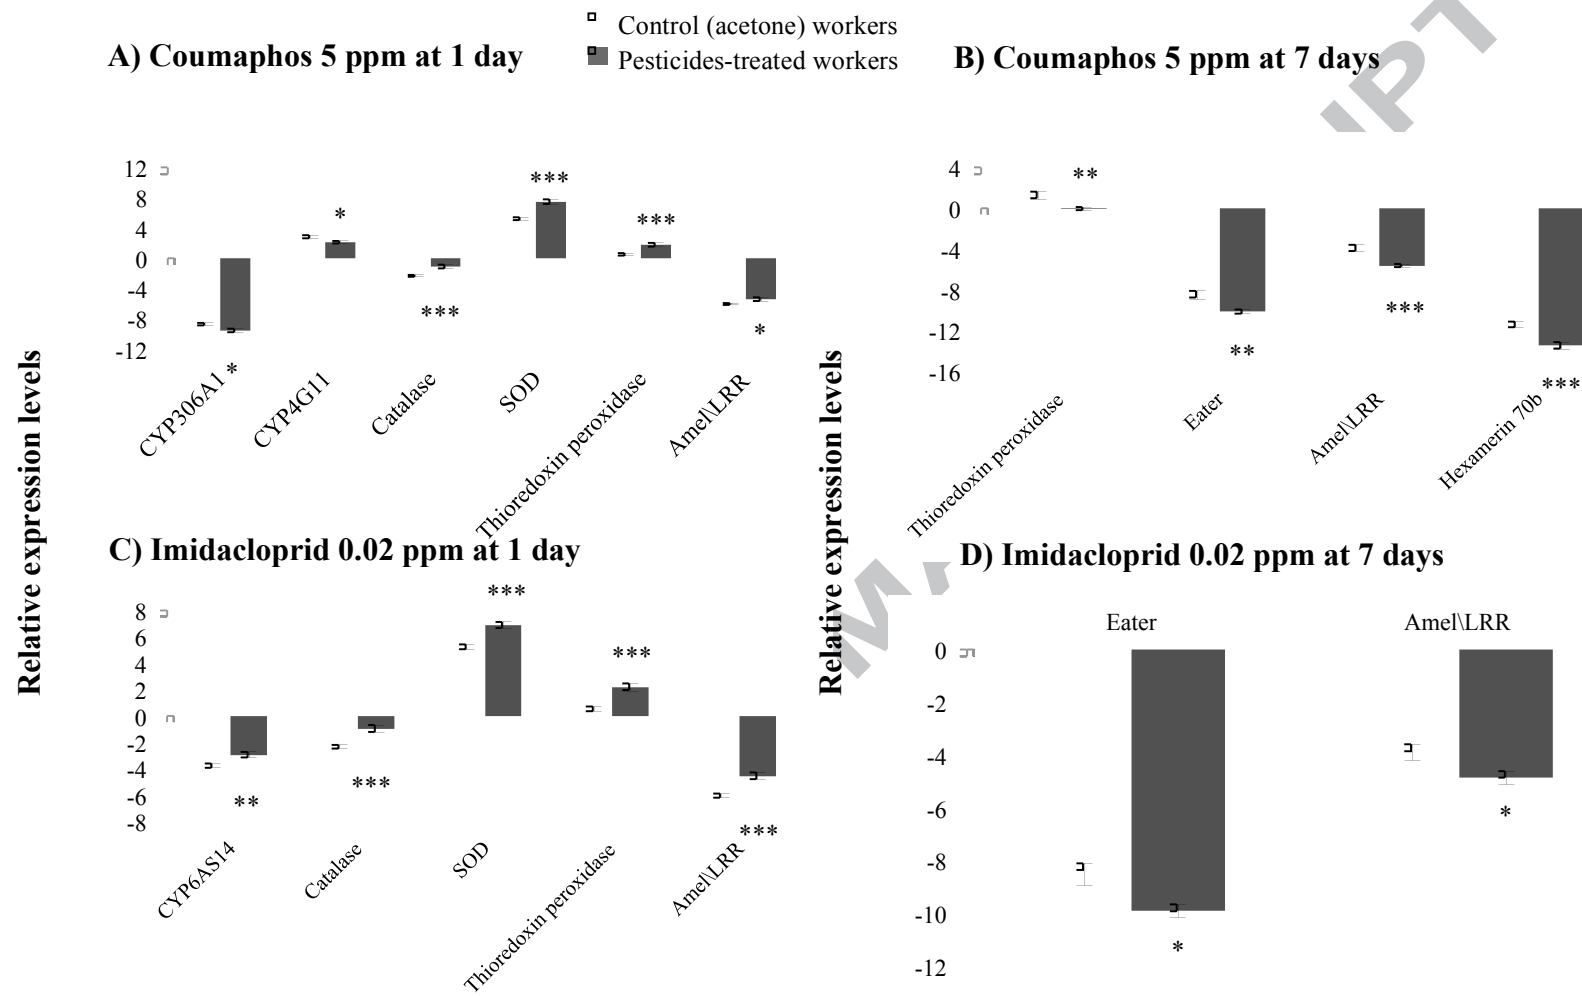 Control (acetone) workers
Pesticides-treated workers
A) Coumaphos 5 ppm at 1 day
12
8
4
0
-4
-8
-12
***
*
***
***
*
*
CYP306A1
CYP4G11
Catalase
SOD
Thioredoxin peroxidase
Amel\LRR
Relative expression levels
B) Coumaphos 5 ppm at 7 days
4
0
-4
-8
-12
-16
**
***
**
***
Thioredoxin peroxidase
Eater
Amel\LRR
Hexamerin 70b
Relative expression levels
C) Imidacloprid 0.02 ppm at 1 day
8
6
4
2
0
-2
-4
-6
-8
***
***
***
**
***
CYP6AS14
Catalase
SOD
Thioredoxin peroxidase
Amel\LRR
D) Imidacloprid 0.02 ppm at 7 days
Eater
Amel\LRR
0
-2
-4
-6
-8
-10
-12
*
*